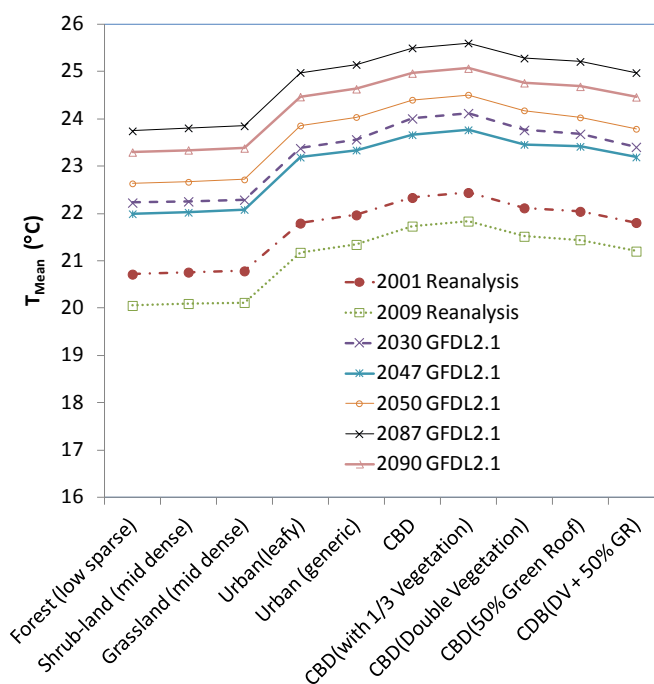 26
25
24
23
22
21
20
19
18
17
16
T_Mean (°C)
2001 Reanalysis
2009 Reanalysis
2030 GFDL2.1
2047 GFDL2.1
2050 GFDL2.1
2087 GFDL2.1
2090 GFDL2.1
Forest (low sparse)
Shrub-land (mid dense)
Grassland (mid dense)
Urban(leafy)
Urban (generic)
CBD
CBD(with 1/3 Vegetation)
CBD(Double Vegetation)
CBD(50% Green Roof)
CDB(DV + 50% GR)